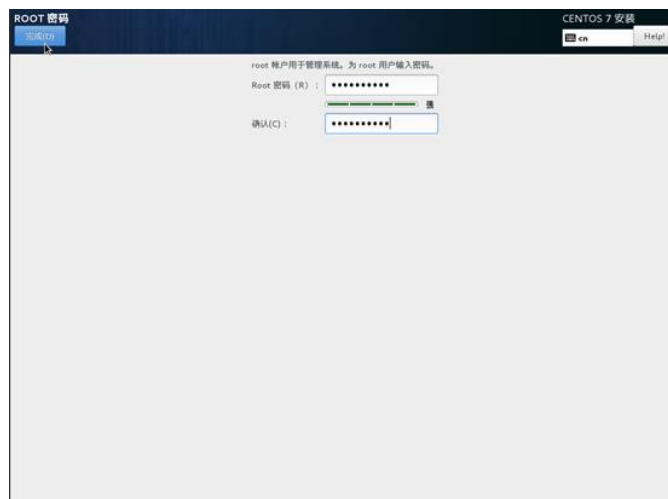 ROOT 密码
CENTOS 7 安装
完成(D)
cn
Help!
root 帐户用于管理系统。为 root 用户输入密码。
Root 密码（R）：
••••••••••
强
确认(C)：
••••••••••